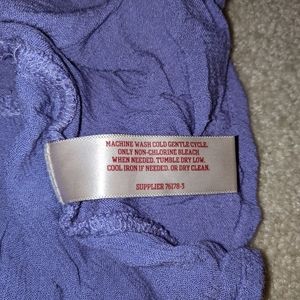 MACHINE WASH COLD GENTLE CYCLE.
ONLY NON-CHLORINE BLEACH
WHEN NEEDED. TUMBLE DRY LOW.
COOL IRON IF NEEDED. OR DRY CLEAN.
SUPPLIER 76178-3